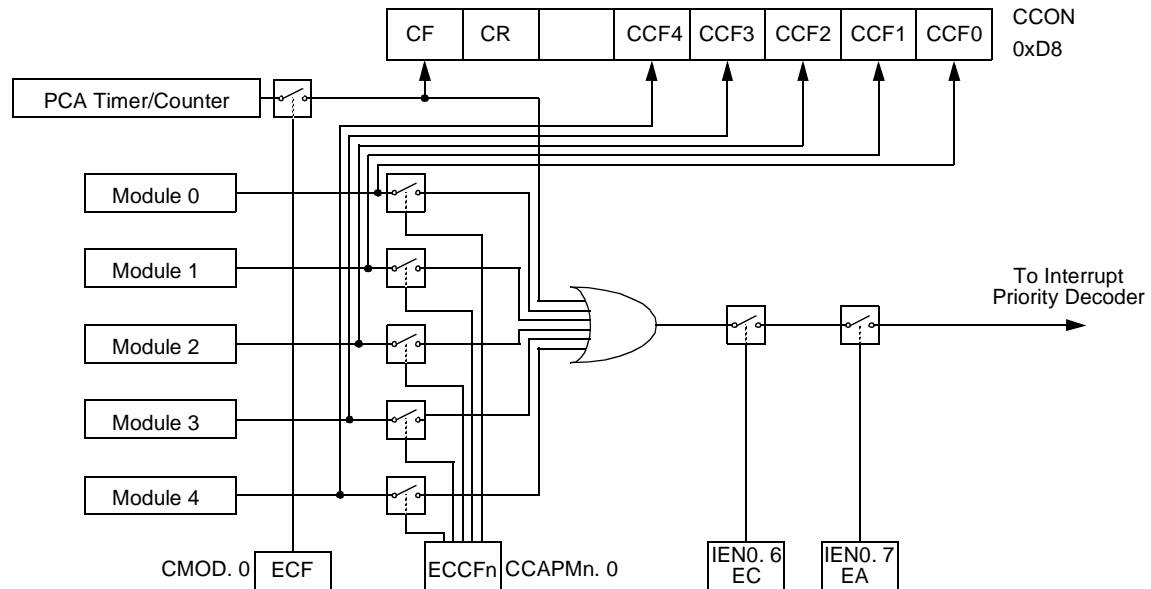 CF CR CCF4 CCF3 CCF2 CCF1 CCF0 CCON
0xD8
PCA Timer/Counter
Module 0
Module 1
Module 2
Module 3
Module 4
To Interrupt
Priority Decoder
CMOD. 0 ECF
ECCFn CCAPMn. 0
IEN0. 6
EC
IEN0. 7
EA